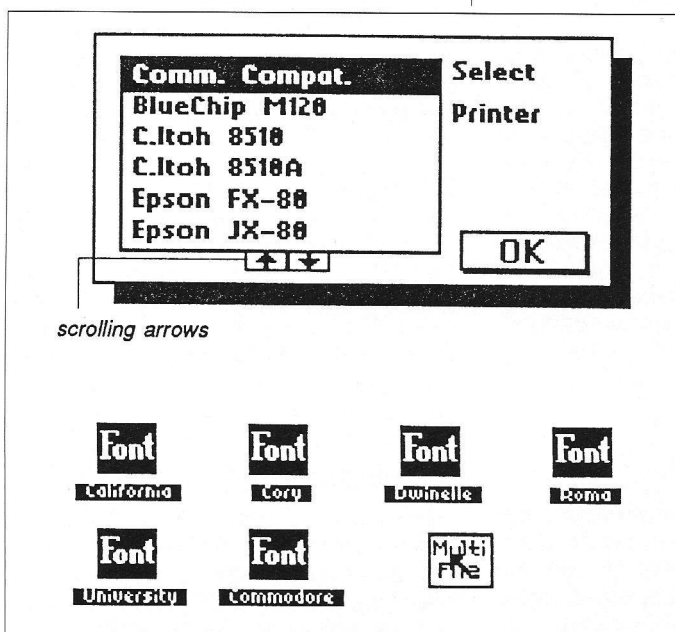 Comm. Compat.
BlueChip M120
C.Itoh 8510
C.Itoh 8510A
Epson FX-80
Epson JX-80
Select
Printer
OK
scrolling arrows
Font Font Font Font
California Cory Dwinelle Roma
Font Font Multi
File
University Commodore